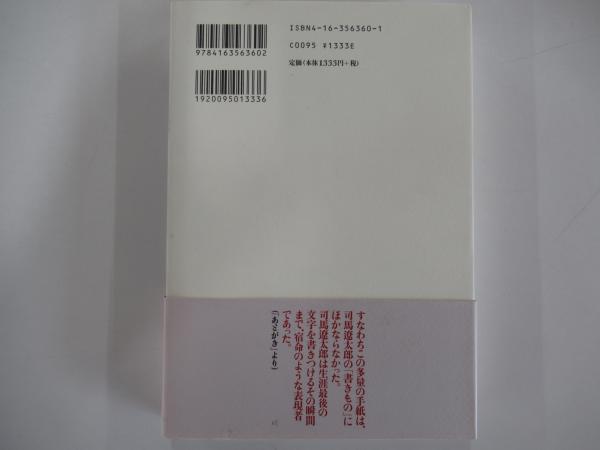 ISBN4-16-356360-1
C0095 ¥1333E
定価(本体1333円+税)
9784163563602
1920095013336
すなわちこの多量の手紙は、
司馬遼太郎の「書きもの」に
ほかならなかった。
司馬遼太郎は生涯最後の
文字を書きつけるその瞬間
まで、宿命のような表現者
であった。
(「あとがき」より)